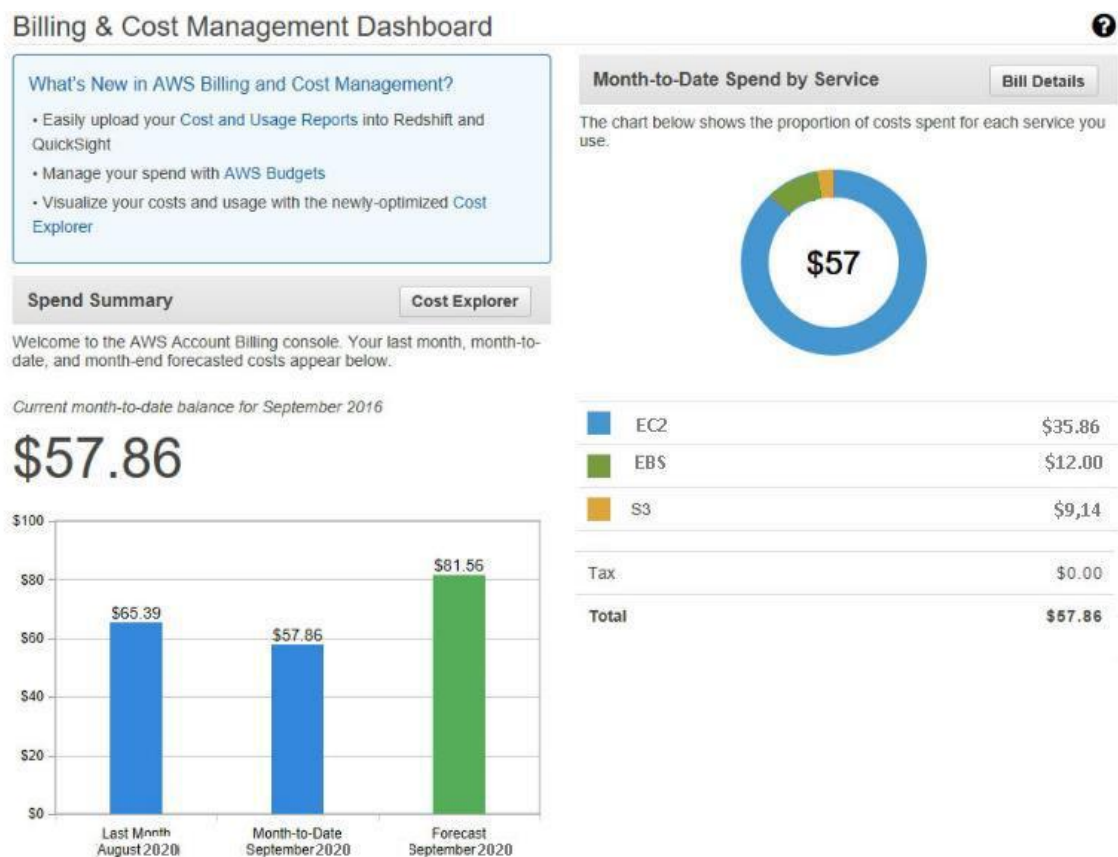 Billing & Cost Management Dashboard
?
What's New in AWS Billing and Cost Management?
• Easily upload your Cost and Usage Reports into Redshift and
QuickSight
• Manage your spend with AWS Budgets
• Visualize your costs and usage with the newly-optimized Cost
Explorer
Spend Summary
Cost Explorer
Welcome to the AWS Account Billing console. Your last month, month-to-
date, and month-end forecasted costs appear below.
Current month-to-date balance for September 2016
$57.86
$100
$80
$60
$40
$20
$0
$65.39
$57.86
$81.56
Last Month
August 2020
Month-to-Date
September 2020
Forecast
September 2020
Month-to-Date Spend by Service
Bill Details
The chart below shows the proportion of costs spent for each service you
use.
$57
EC2 $35.86
EBS $12.00
S3 $9,14
Tax $0.00
Total $57.86